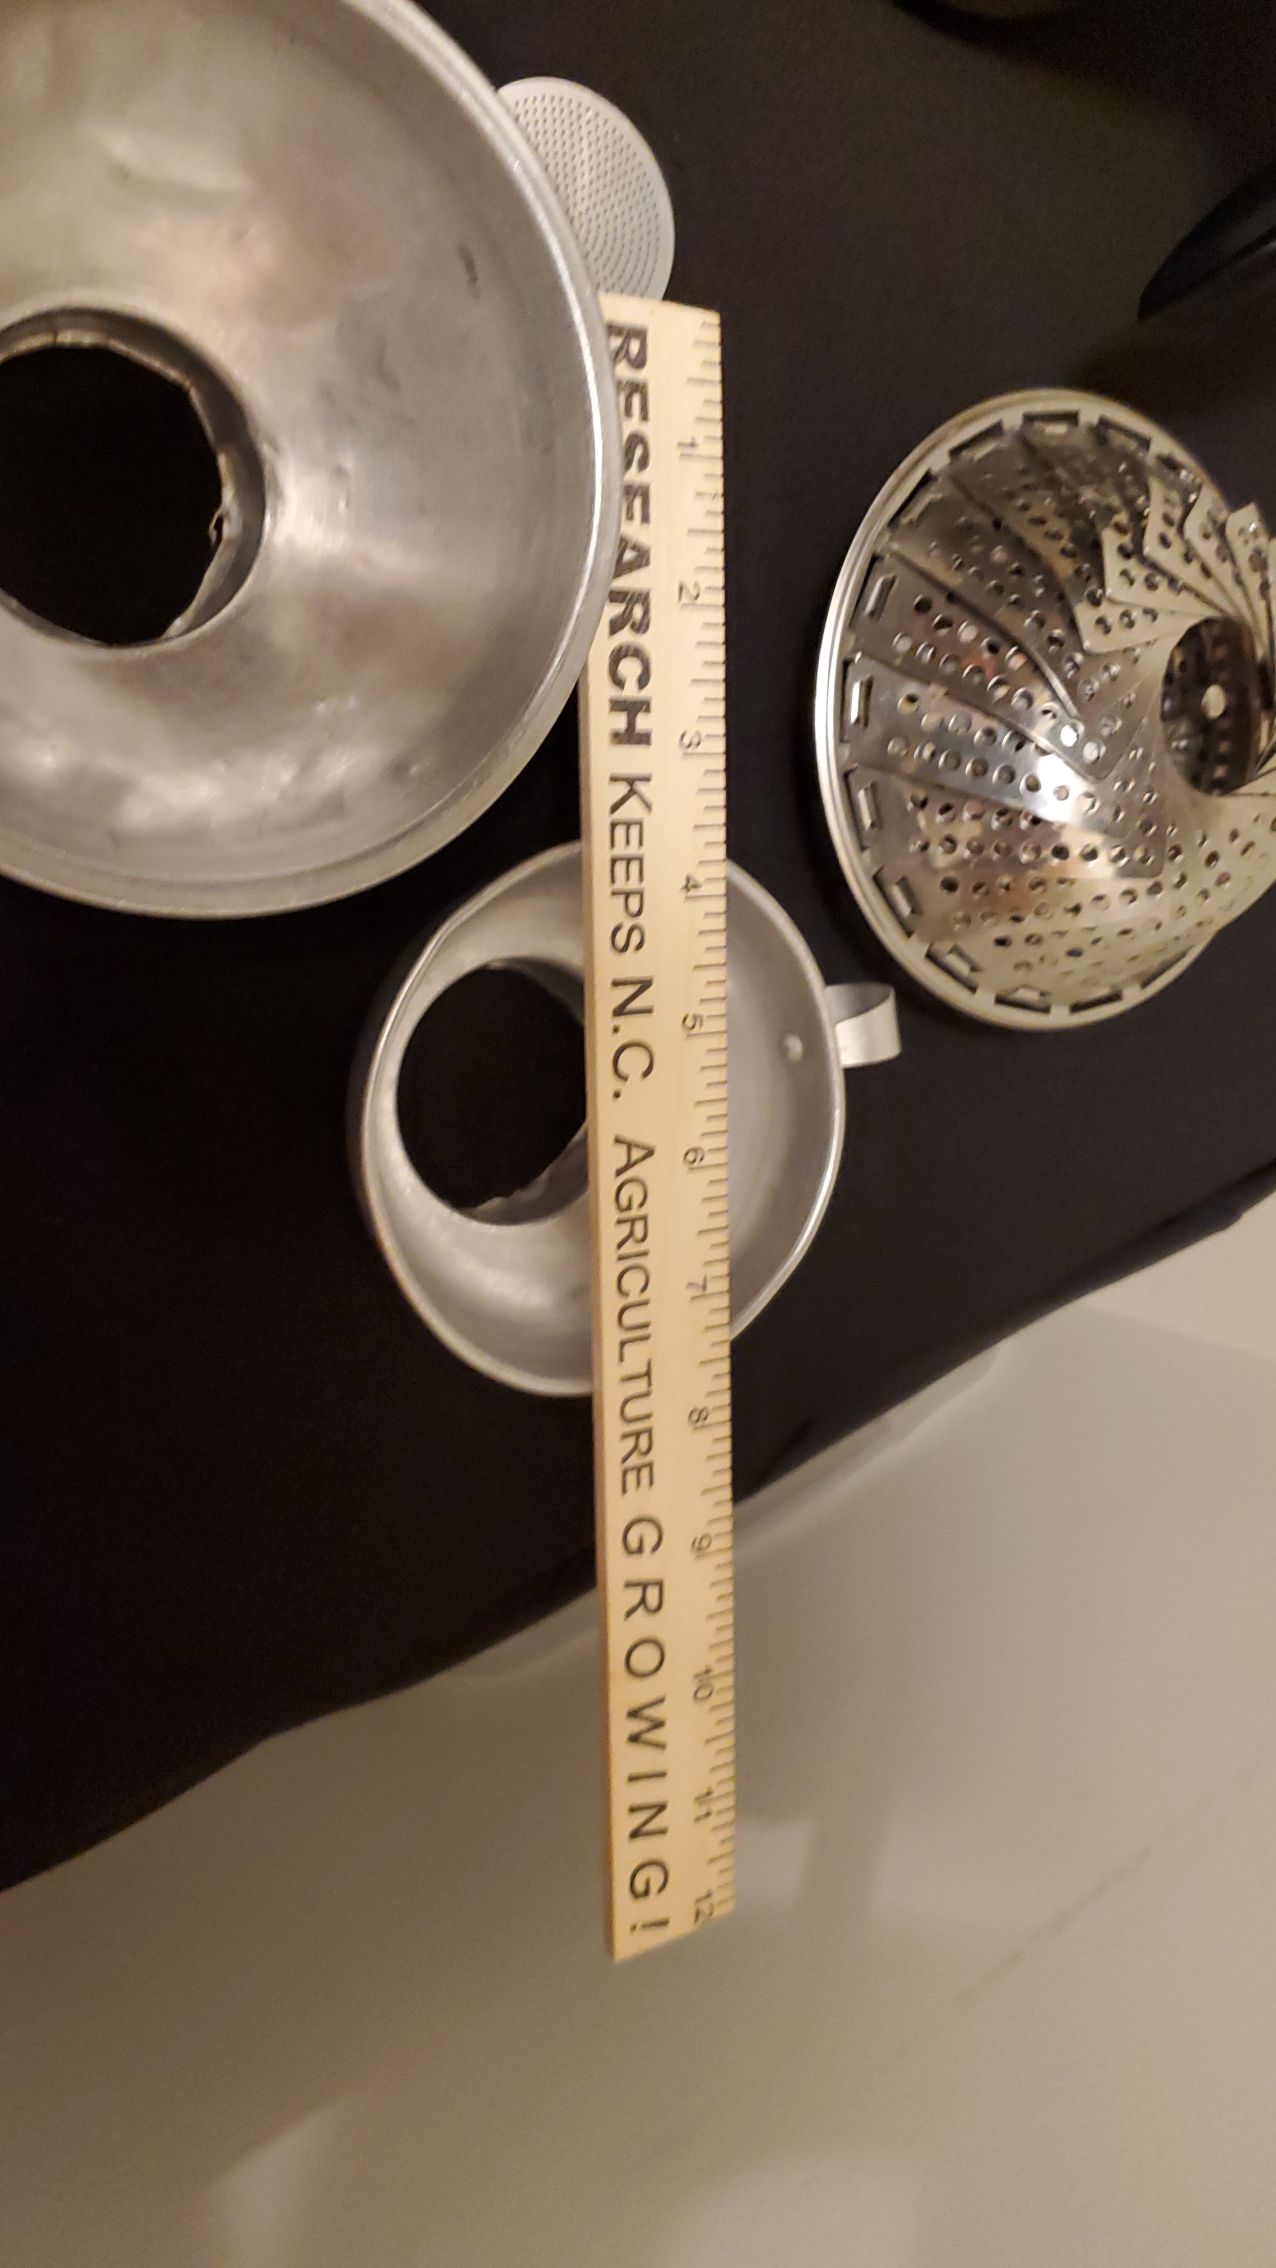 RESEARCH KEEPS N.C. AGRICULTURE GROWING!
1 2 3 4 5 6 7 8 9 10 11 12